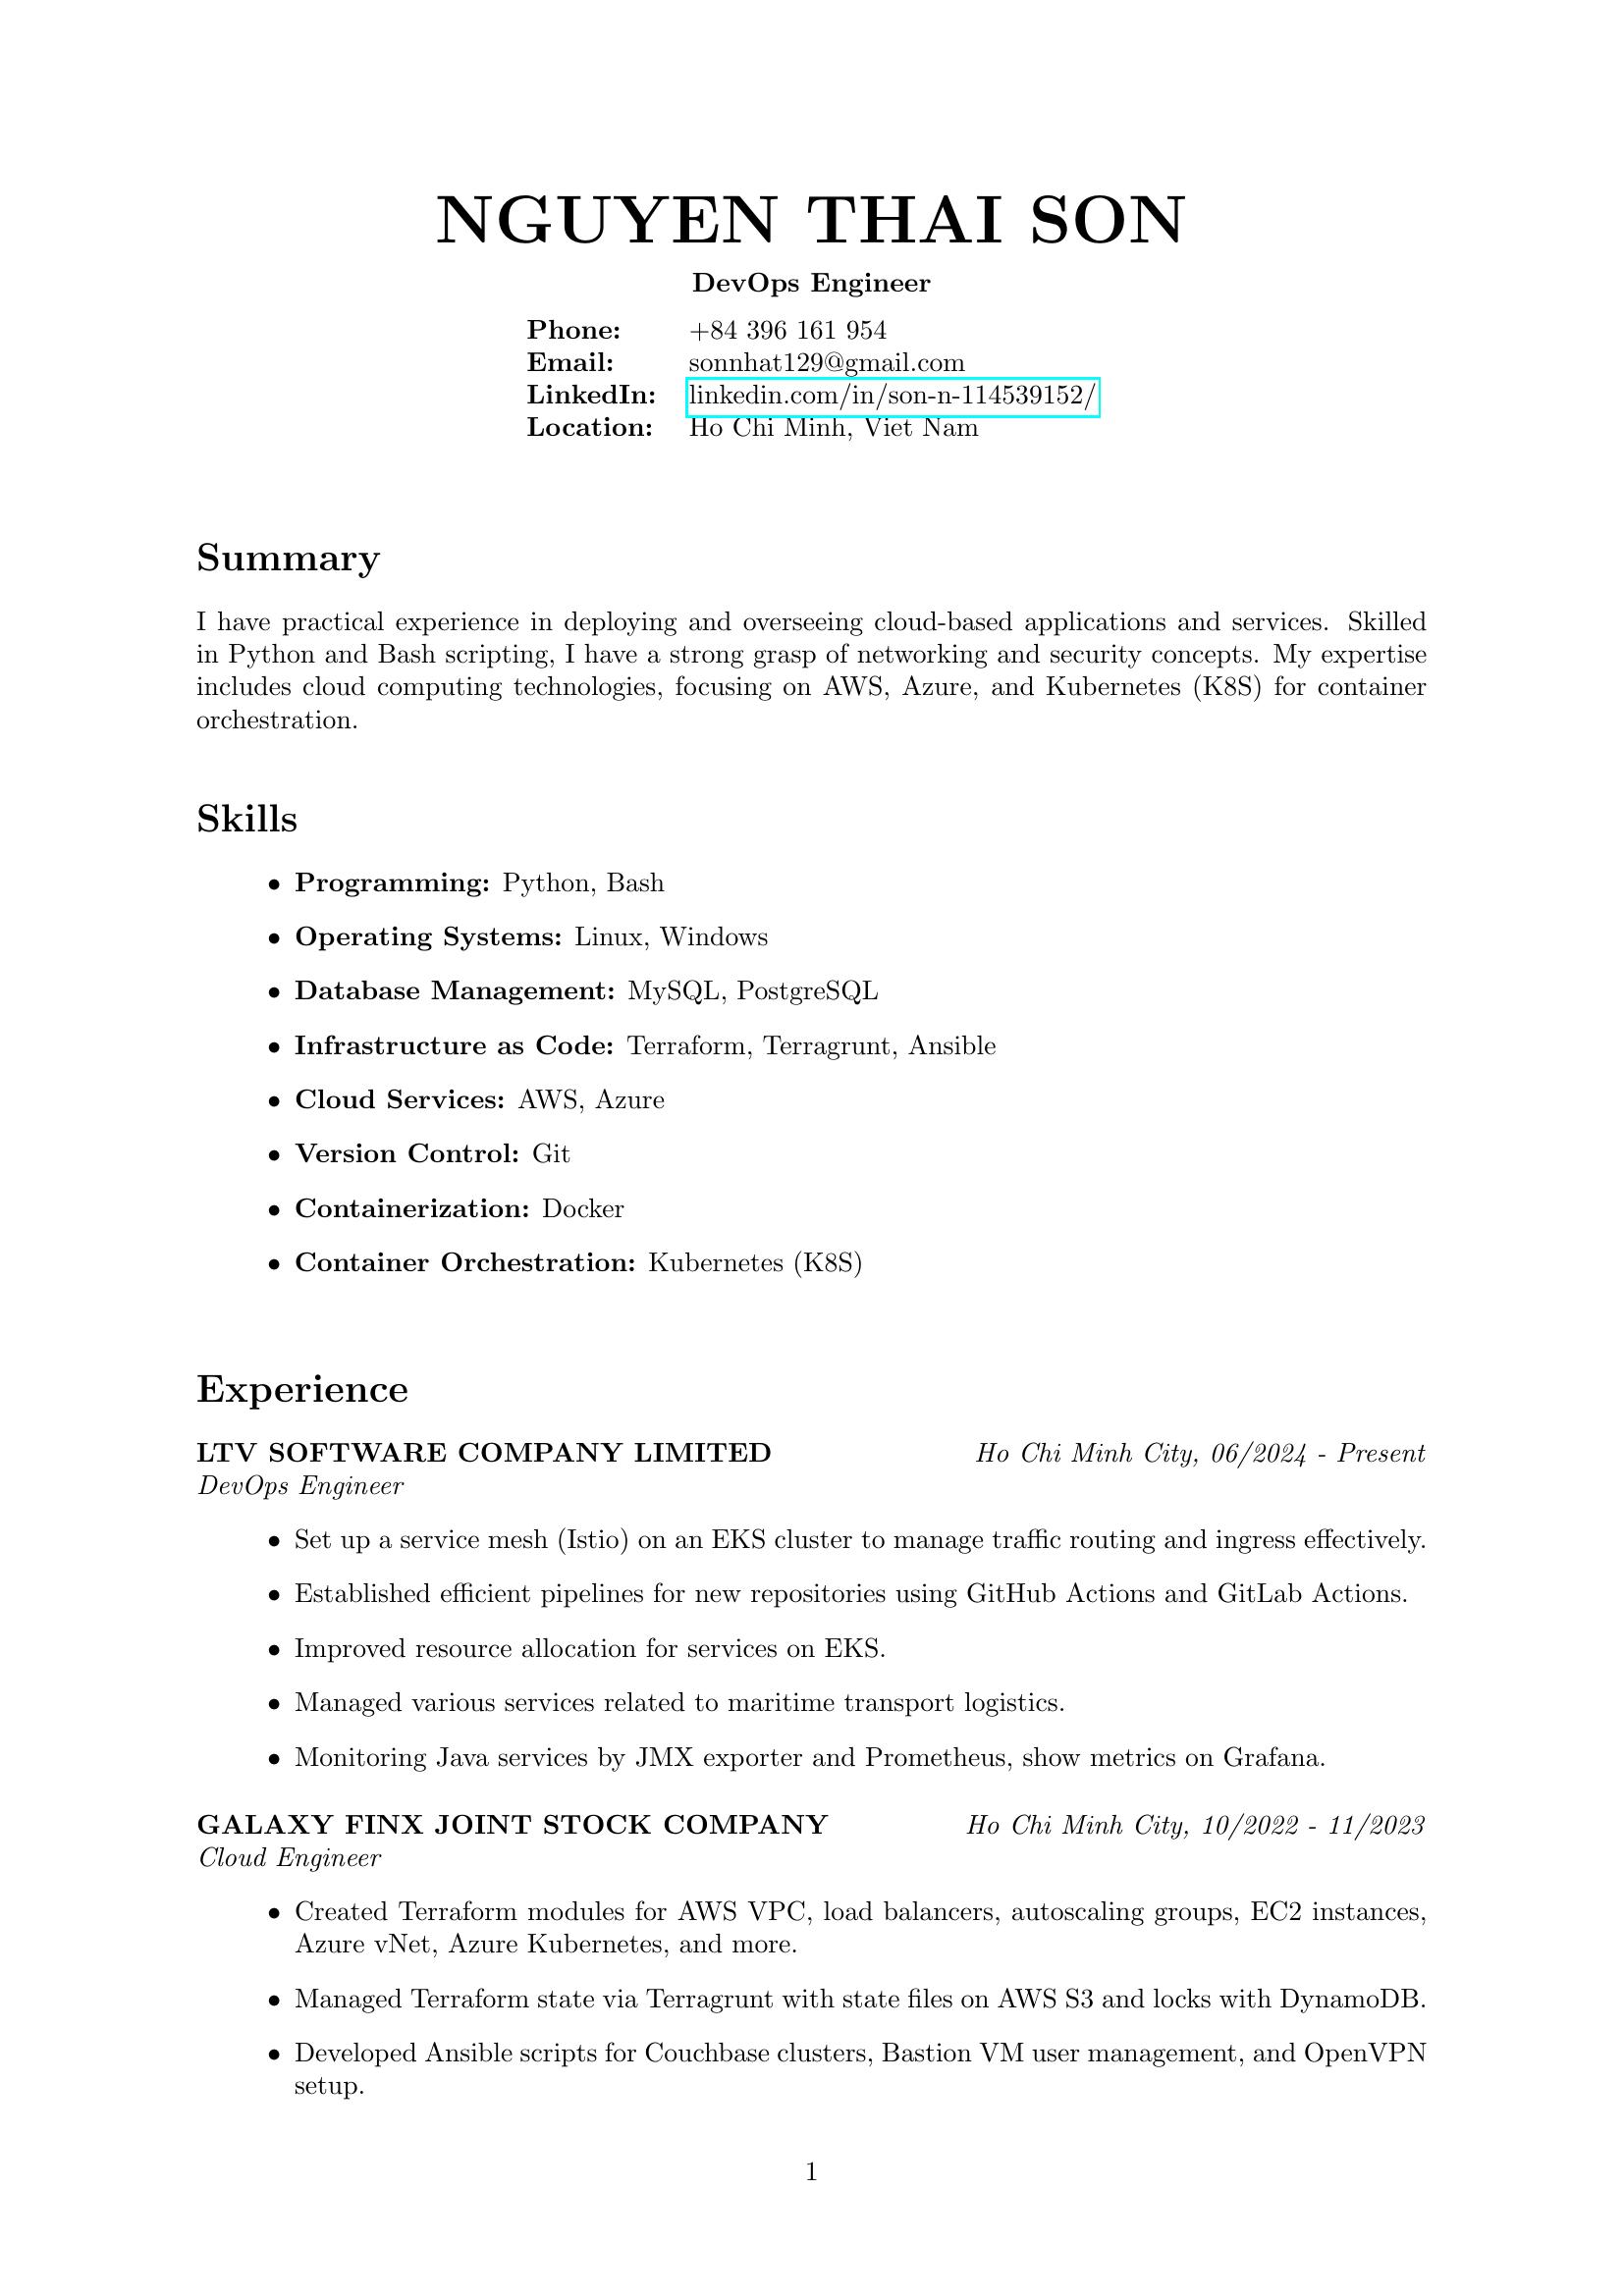 NGUYEN THAI SON
DevOps Engineer
Phone: +84 396 161 954
Email: sonnhat129@gmail.com
LinkedIn: linkedin.com/in/son-n-114539152/
Location: Ho Chi Minh, Viet Nam
Summary
I have practical experience in deploying and overseeing cloud-based applications and services. Skilled
in Python and Bash scripting, I have a strong grasp of networking and security concepts. My expertise
includes cloud computing technologies, focusing on AWS, Azure, and Kubernetes (K8S) for container
orchestration.
Skills
• Programming: Python, Bash
• Operating Systems: Linux, Windows
• Database Management: MySQL, PostgreSQL
• Infrastructure as Code: Terraform, Terragrunt, Ansible
• Cloud Services: AWS, Azure
• Version Control: Git
• Containerization: Docker
• Container Orchestration: Kubernetes (K8S)
Experience
LTV SOFTWARE COMPANY LIMITED Ho Chi Minh City, 06/2024 - Present
DevOps Engineer
• Set up a service mesh (Istio) on an EKS cluster to manage traffic routing and ingress effectively.
• Established efficient pipelines for new repositories using GitHub Actions and GitLab Actions.
• Improved resource allocation for services on EKS.
• Managed various services related to maritime transport logistics.
• Monitoring Java services by JMX exporter and Prometheus, show metrics on Grafana.
GALAXY FINX JOINT STOCK COMPANY Ho Chi Minh City, 10/2022 - 11/2023
Cloud Engineer
• Created Terraform modules for AWS VPC, load balancers, autoscaling groups, EC2 instances,
Azure vNet, Azure Kubernetes, and more.
• Managed Terraform state via Terragrunt with state files on AWS S3 and locks with DynamoDB.
• Developed Ansible scripts for Couchbase clusters, Bastion VM user management, and OpenVPN
setup.
1